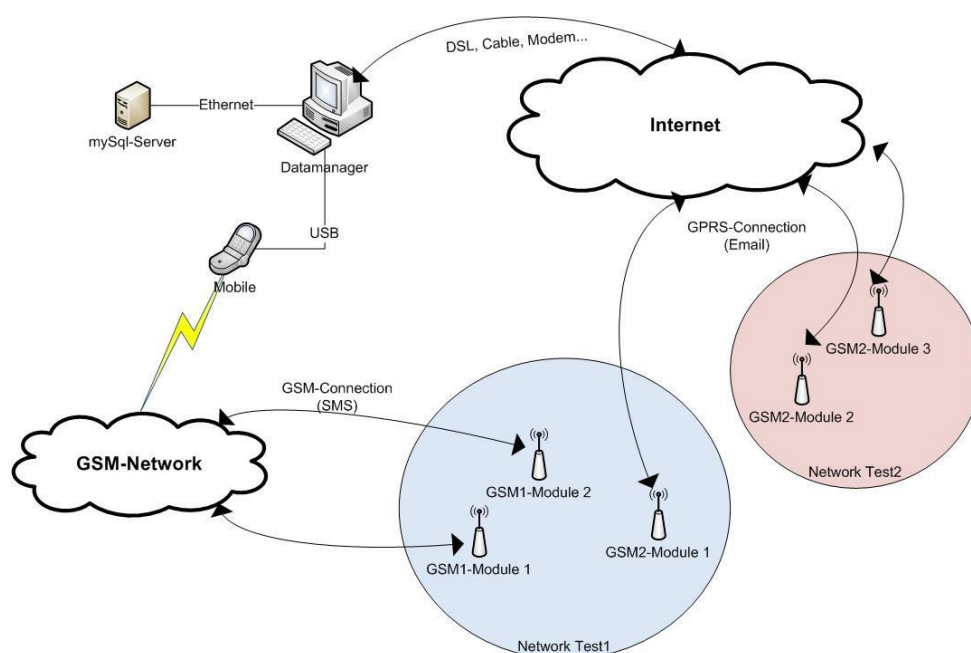 DSL, Cable, Modem...
Ethernet
mySql-Server
Datamanager
Internet
USB
Mobile
GPRS-Connection
(Email)
GSM2-Module 3
GSM2-Module 2
Network Test2
GSM-Connection
(SMS)
GSM-Network
GSM1-Module 2
GSM1-Module 1
GSM2-Module 1
Network Test1